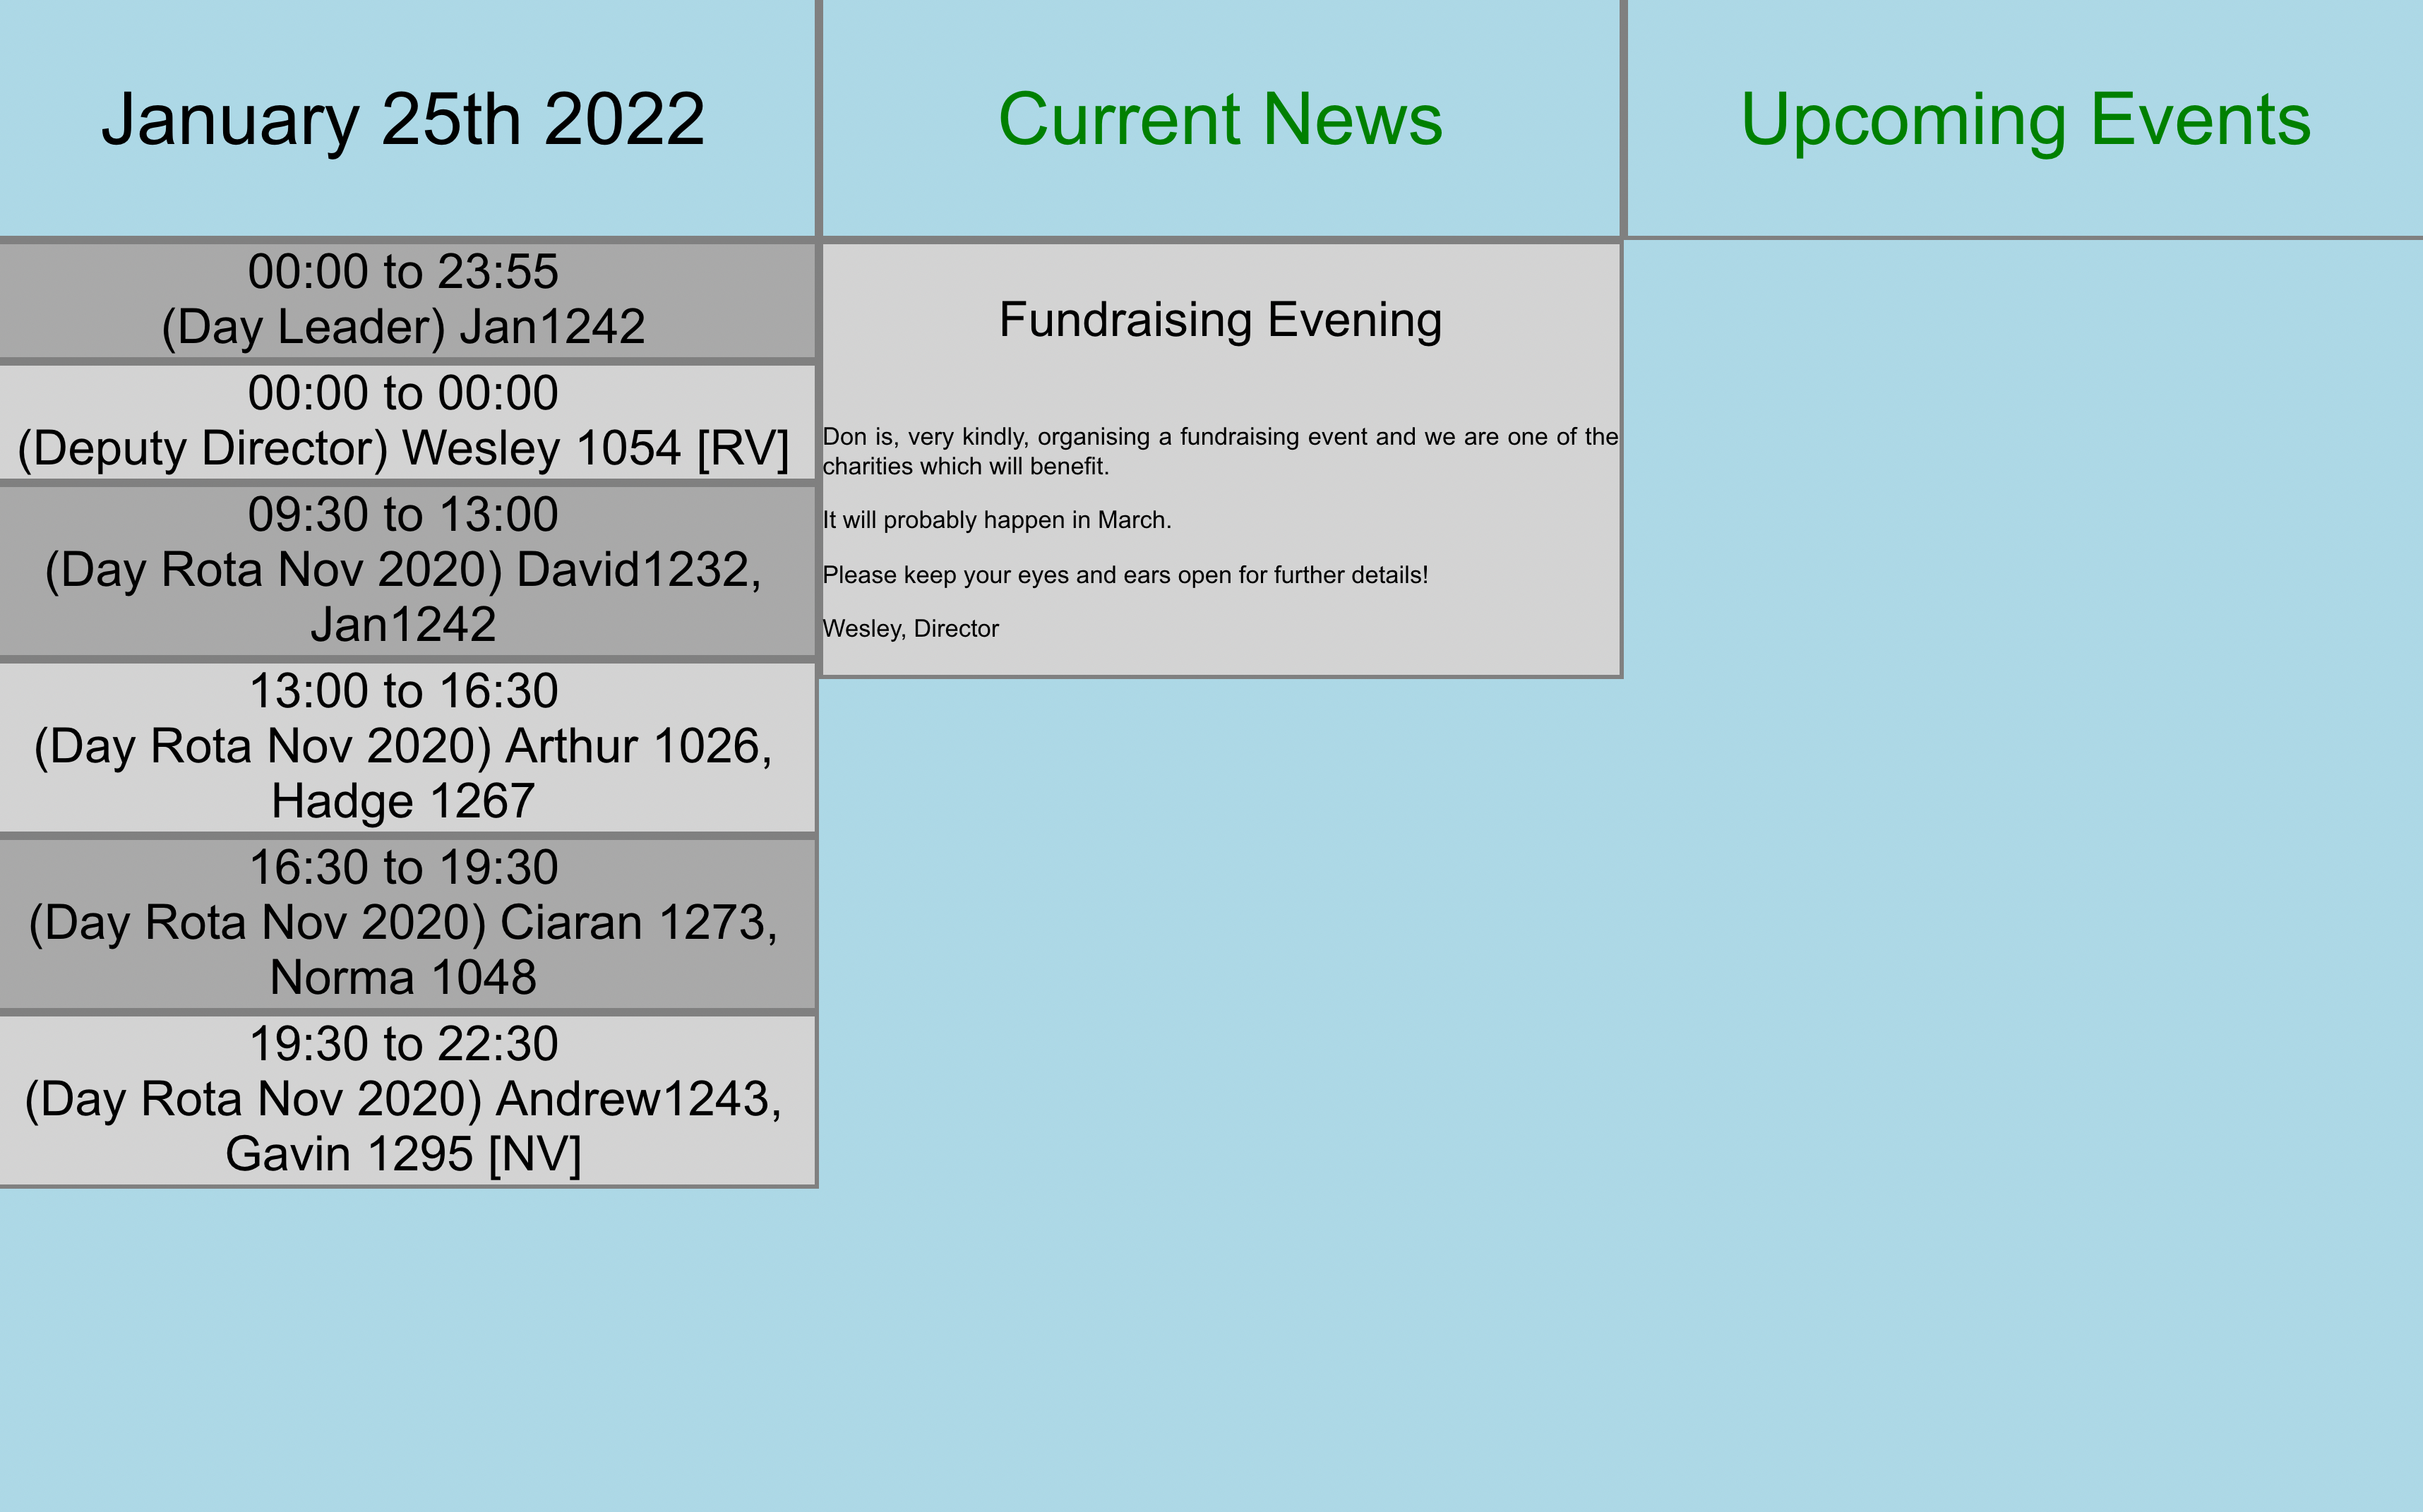 January 25th 2022
00:00 to 23:55
(Day Leader) Jan1242
00:00 to 00:00
(Deputy Director) Wesley 1054 [RV]
09:30 to 13:00
(Day Rota Nov 2020) David1232,
Jan1242
13:00 to 16:30
(Day Rota Nov 2020) Arthur 1026,
Hadge 1267
16:30 to 19:30
(Day Rota Nov 2020) Ciaran 1273,
Norma 1048
19:30 to 22:30
(Day Rota Nov 2020) Andrew1243,
Gavin 1295 [NV]
Current News
Fundraising Evening
Don is, very kindly, organising a fundraising event and we are one of the
charities which will benefit.
It will probably happen in March.
Please keep your eyes and ears open for further details!
Wesley, Director
Upcoming Events